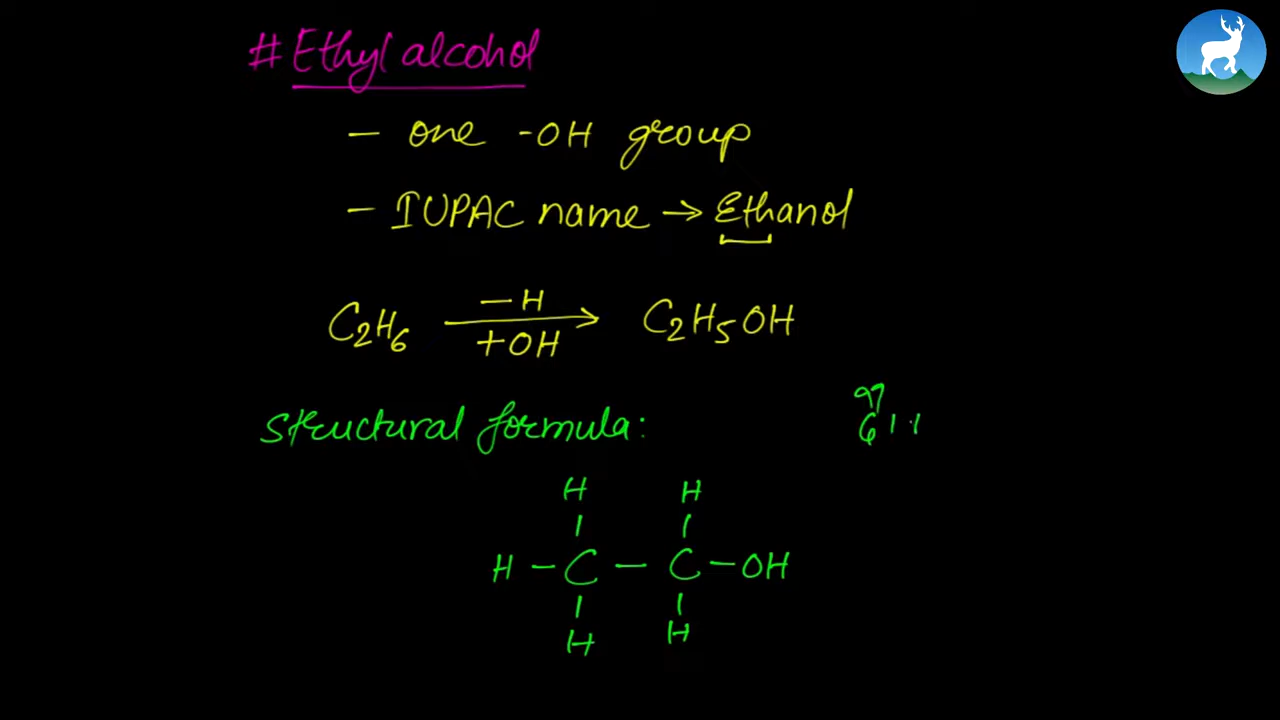 # Ethyl alcohol
- one -OH group
- IUPAC name → Ethanol
C₂H₆ —H +OH → C₂H₅OH
Structural formula:
H H
H - C - C - OH
H H